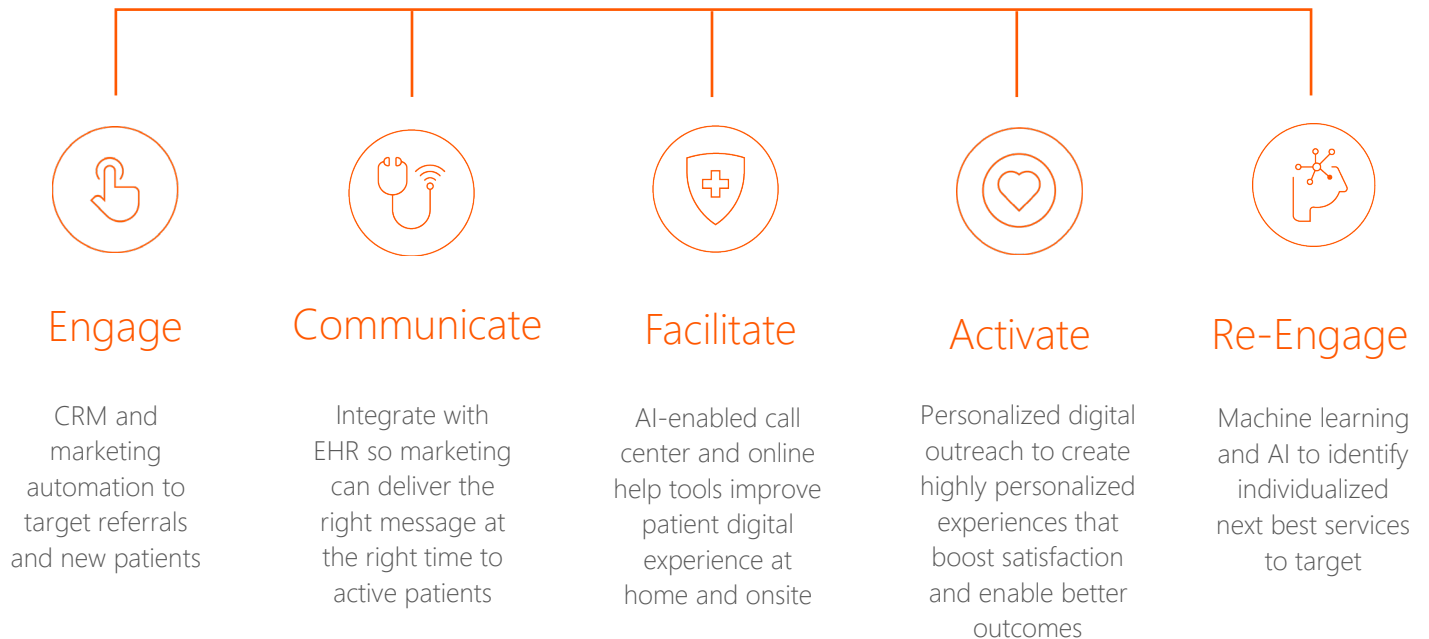 Engage
CRM and
marketing
automation to
target referrals
and new patients
Communicate
Integrate with
EHR so marketing
can deliver the
right message at
the right time to
active patients
Facilitate
AI-enabled call
center and online
help tools improve
patient digital
experience at
home and onsite
Activate
Personalized digital
outreach to create
highly personalized
experiences that
boost satisfaction
and enable better
outcomes
Re-Engage
Machine learning
and AI to identify
individualized
next best services
to target